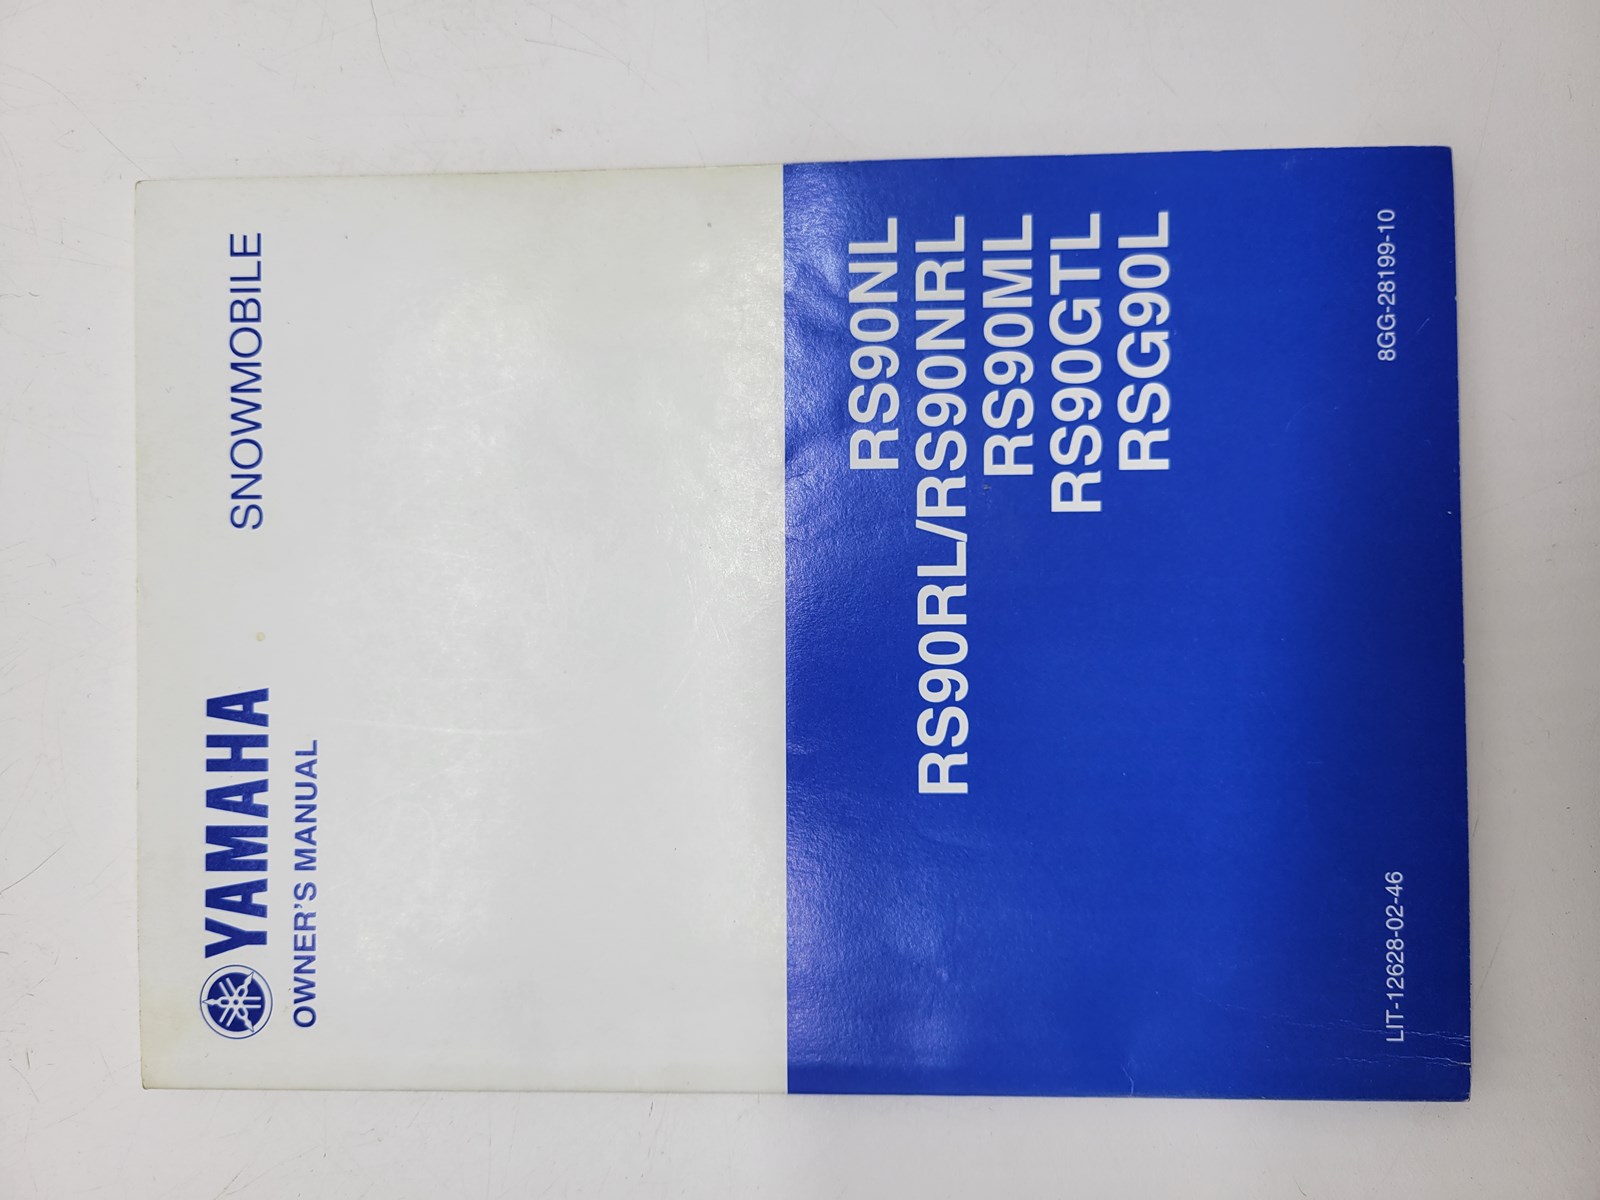 YAMAHA SNOWMOBILE
OWNER'S MANUAL
RS90NL
RS90RL/RS90NRL
RS90ML
RS90GTL
RSG90L
LIT-12628-02-46 8GG-28199-10